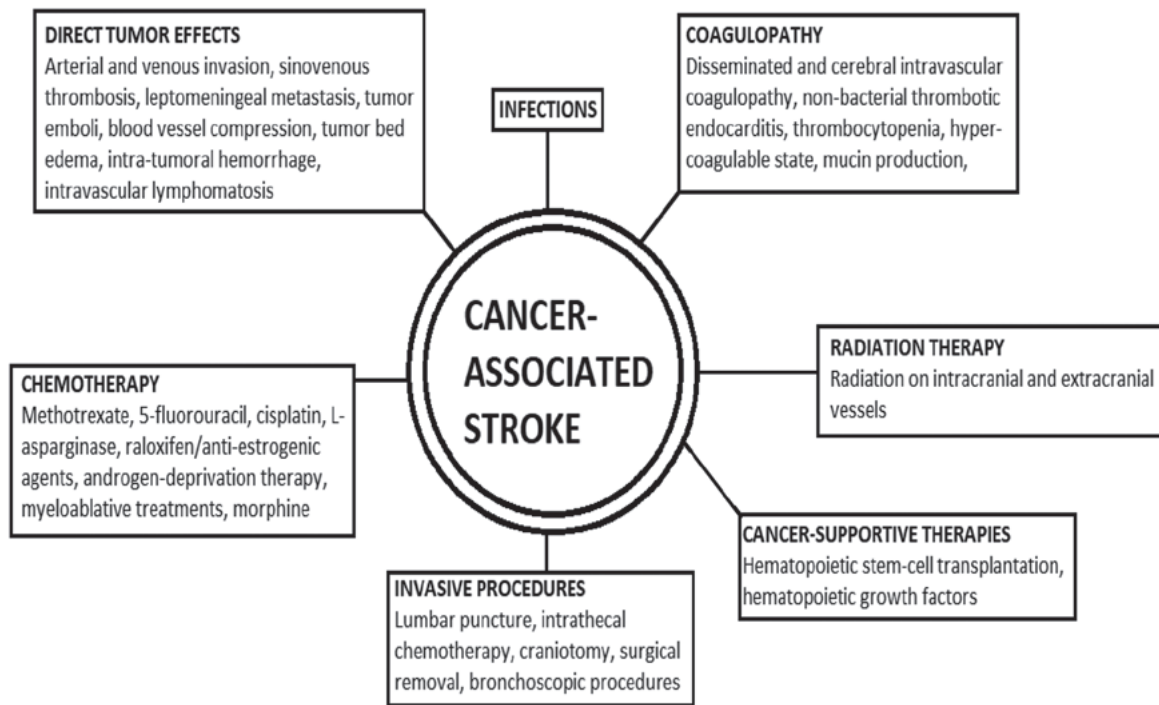 DIRECT TUMOR EFFECTS
Arterial and venous invasion, sinovenous
thrombosis, leptomeningeal metastasis, tumor
emboli, blood vessel compression, tumor bed
edema, intra-tumoral hemorrhage,
intravascular lymphomatosis
INFECTIONS
COAGULOPATHY
Disseminated and cerebral intravascular
coagulopathy, non-bacterial thrombotic
endocarditis, thrombocytopenia, hyper-
coagulable state, mucin production,
CANCER-
ASSOCIATED
STROKE
CHEMOTHERAPY
Methotrexate, 5-fluorouracil, cisplatin, L-
asparginase, raloxifen/anti-estrogenic
agents, androgen-deprivation therapy,
myeloablative treatments, morphine
RADIATION THERAPY
Radiation on intracranial and extracranial
vessels
INVASIVE PROCEDURES
Lumbar puncture, intrathecal
chemotherapy, craniotomy, surgical
removal, bronchoscopic procedures
CANCER-SUPPORTIVE THERAPIES
Hematopoietic stem-cell transplantation,
hematopoietic growth factors